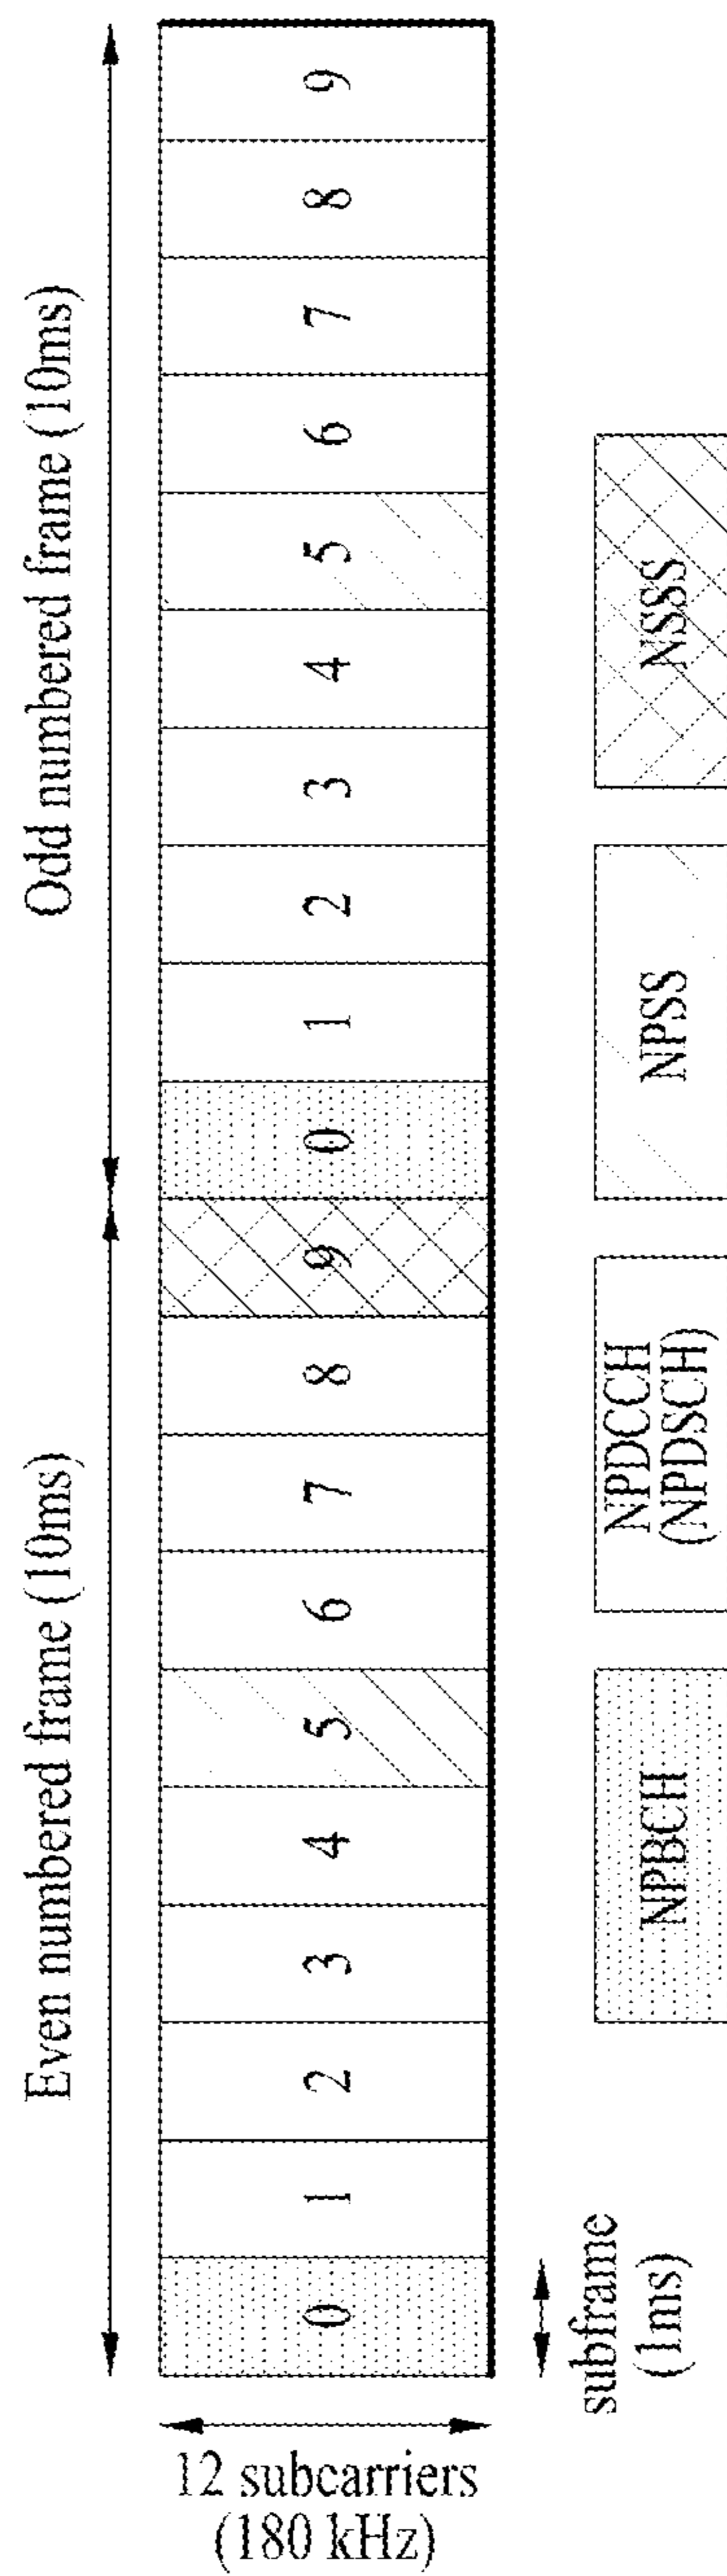 Even numbered frame (10ms)
Odd numbered frame (10ms)
12 subcarriers
(180 kHz)
0 1 2 3 4 5 6 7 8 9 0 1 2 3 4 5 6 7 8 9
subframe
(1ms)
NPBCH
NPDCCH
(NPDSCH)
NPSS
NSSS